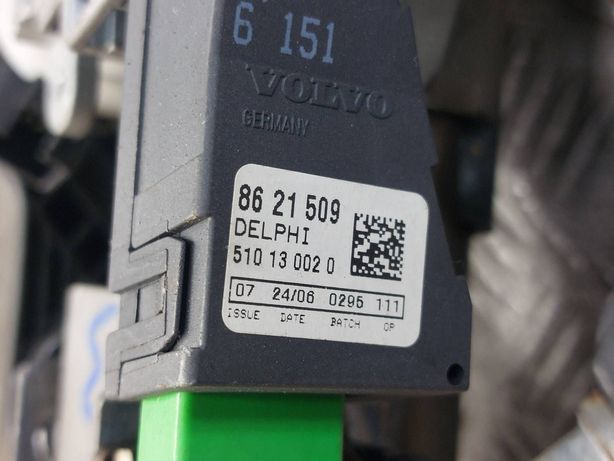 6 151
VOLVO
GERMANY
86 21 509
DELPHI
510 13 002 0
07 24/06 0295 111
ISSUE DATE BATCH OP